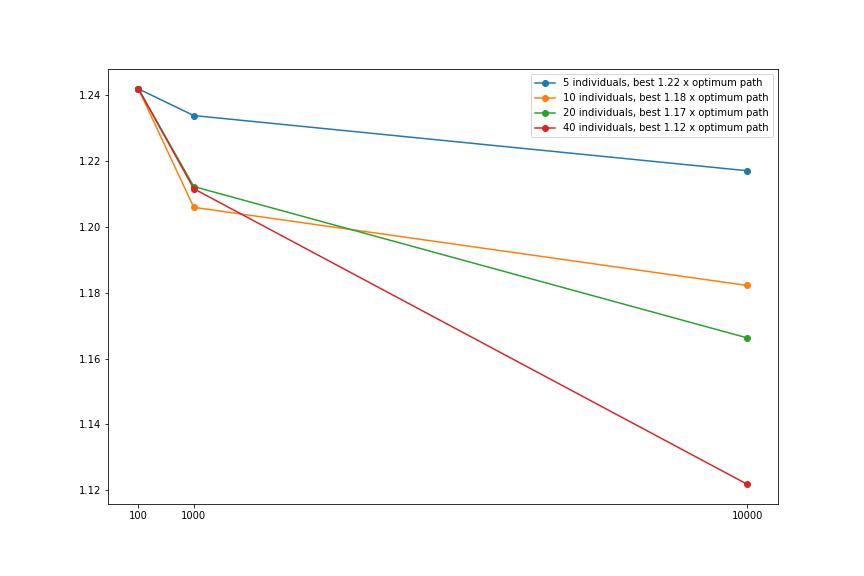 5 individuals, best 1.22 x optimum path
10 individuals, best 1.18 x optimum path
20 individuals, best 1.17 x optimum path
40 individuals, best 1.12 x optimum path
1.24
1.22
1.20
1.18
1.16
1.14
1.12
100 1000 10000